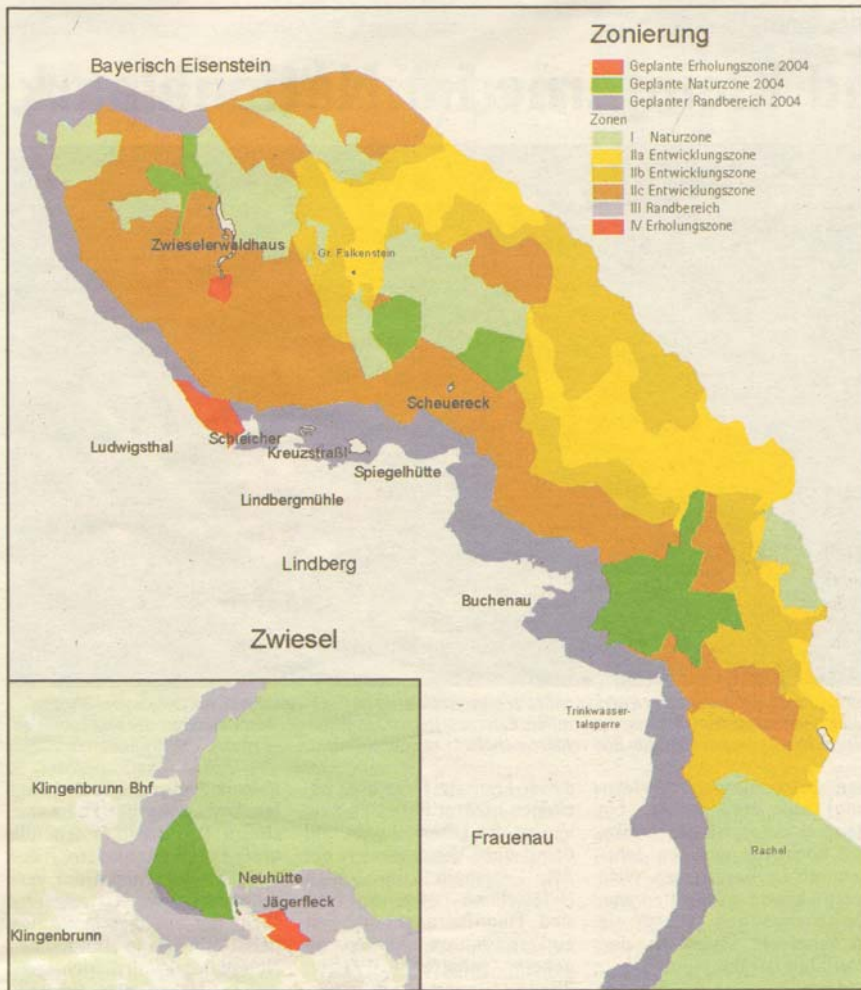 Zonierung
Geplante Erholungszone 2004
Geplante Naturzone 2004
Geplanter Randbereich 2004
Zonen
I Naturzone
IIa Entwicklungszone
IIb Entwicklungszone
IIc Entwicklungszone
III Randbereich
IV Erholungszone
Bayerisch Eisenstein
Zwieselerwaldhaus
Gr. Falkenstein
Scheuereck
Ludwigsthal
Schleicher
Kreuzstraßl
Spiegelhütte
Lindbergmühle
Lindberg
Buchenau
Zwiesel
Trinkwasser-
talsperre
Frauenau
Rachel
Klingenbrunn Bhf
Neuhütte
Jägerfleck
Klingenbrunn